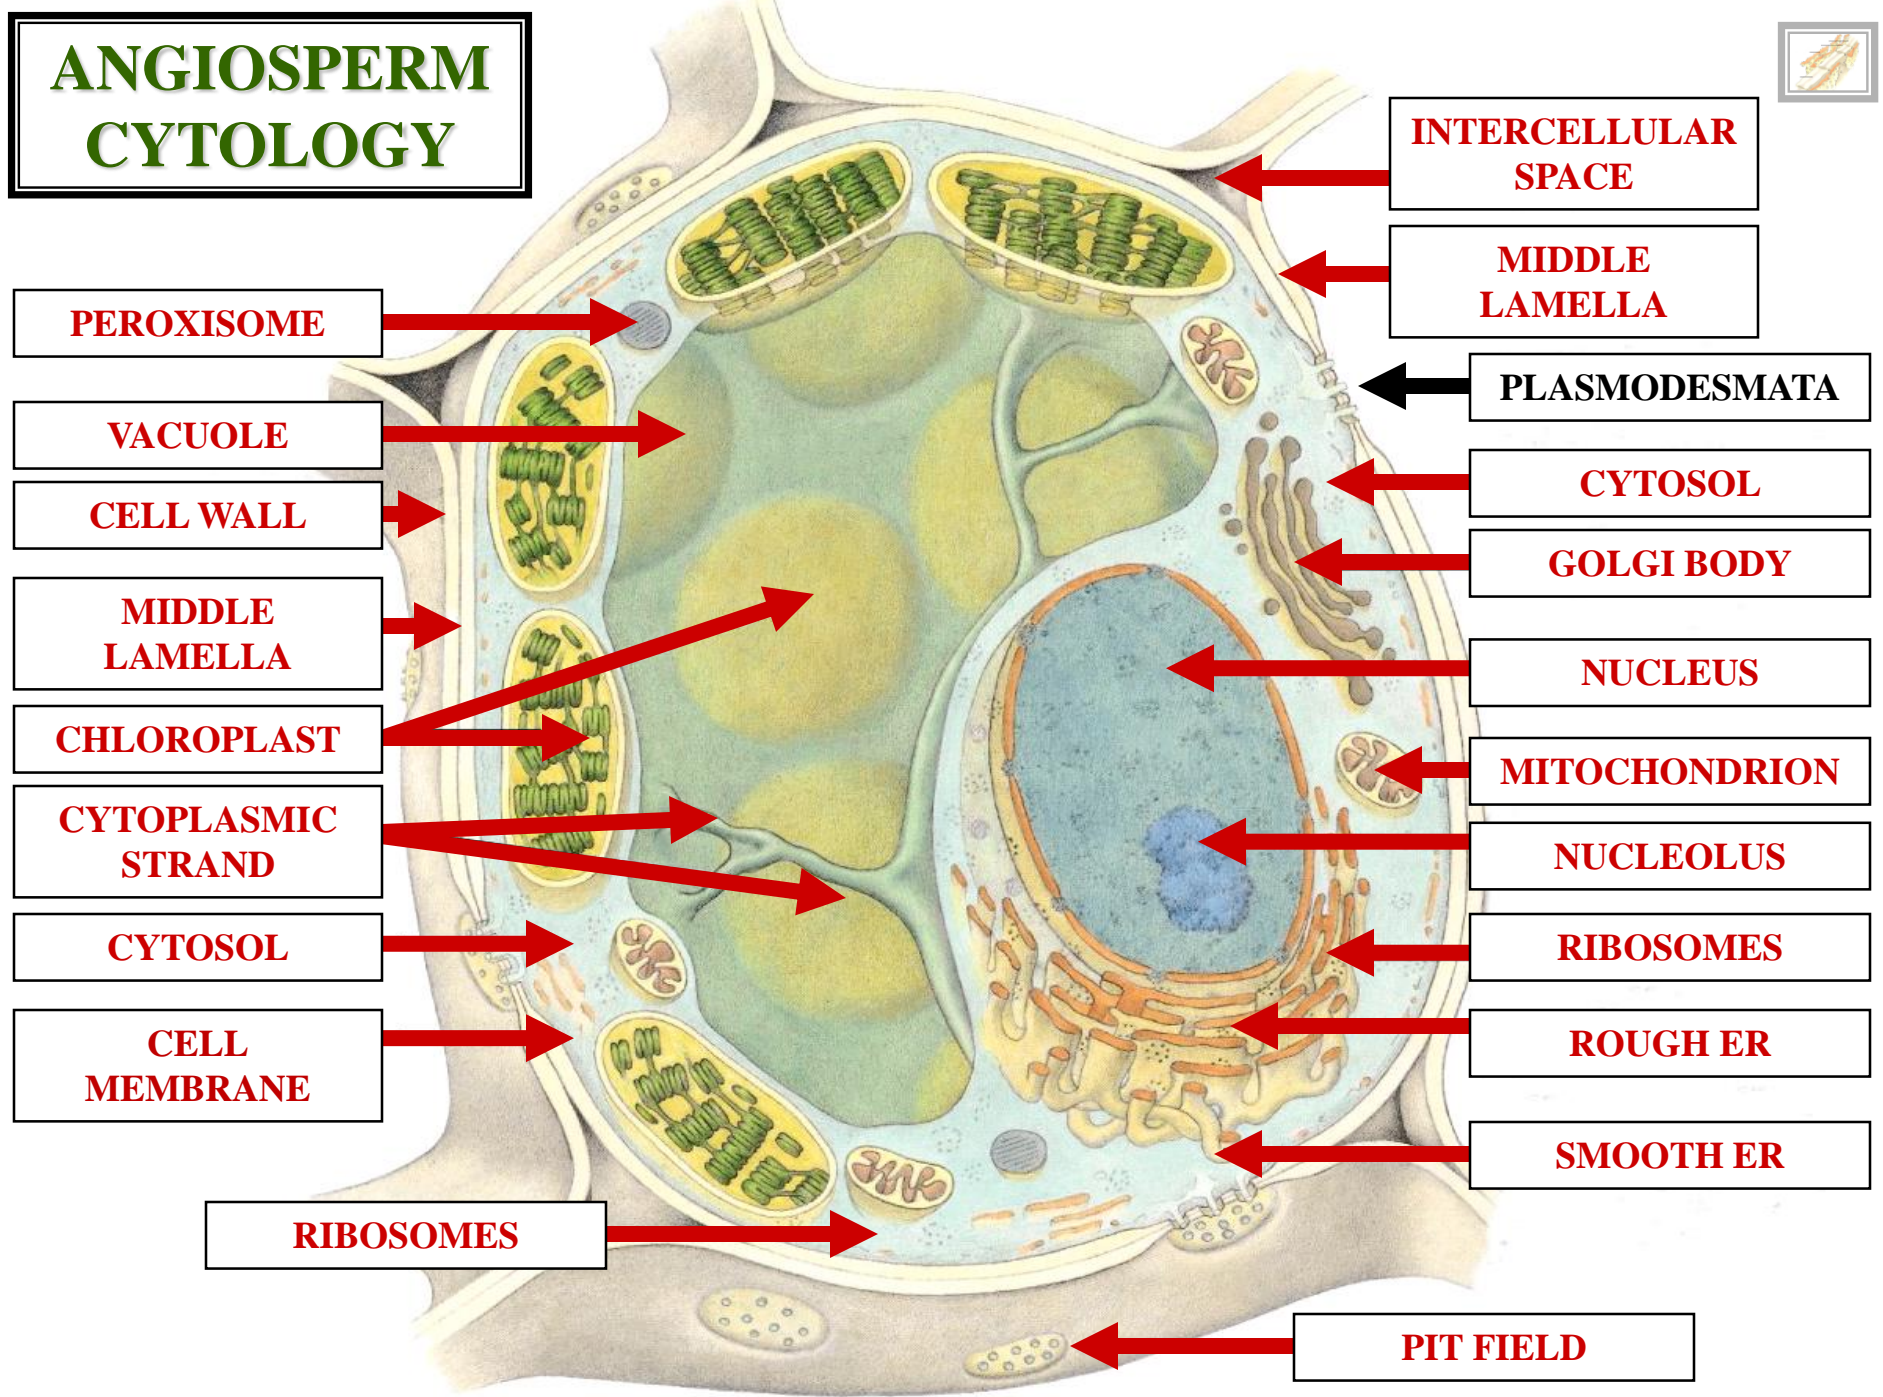 ANGIOSPERM
CYTOLOGY
INTERCELLULAR
SPACE
MIDDLE
LAMELLA
PEROXISOME
PLASMODESMATA
VACUOLE
CYTOSOL
CELL WALL
GOLGI BODY
MIDDLE
LAMELLA
NUCLEUS
CHLOROPLAST
MITOCHONDRION
CYTOPLASMIC
STRAND
NUCLEOLUS
CYTOSOL
RIBOSOMES
CELL
MEMBRANE
ROUGH ER
SMOOTH ER
RIBOSOMES
PIT FIELD